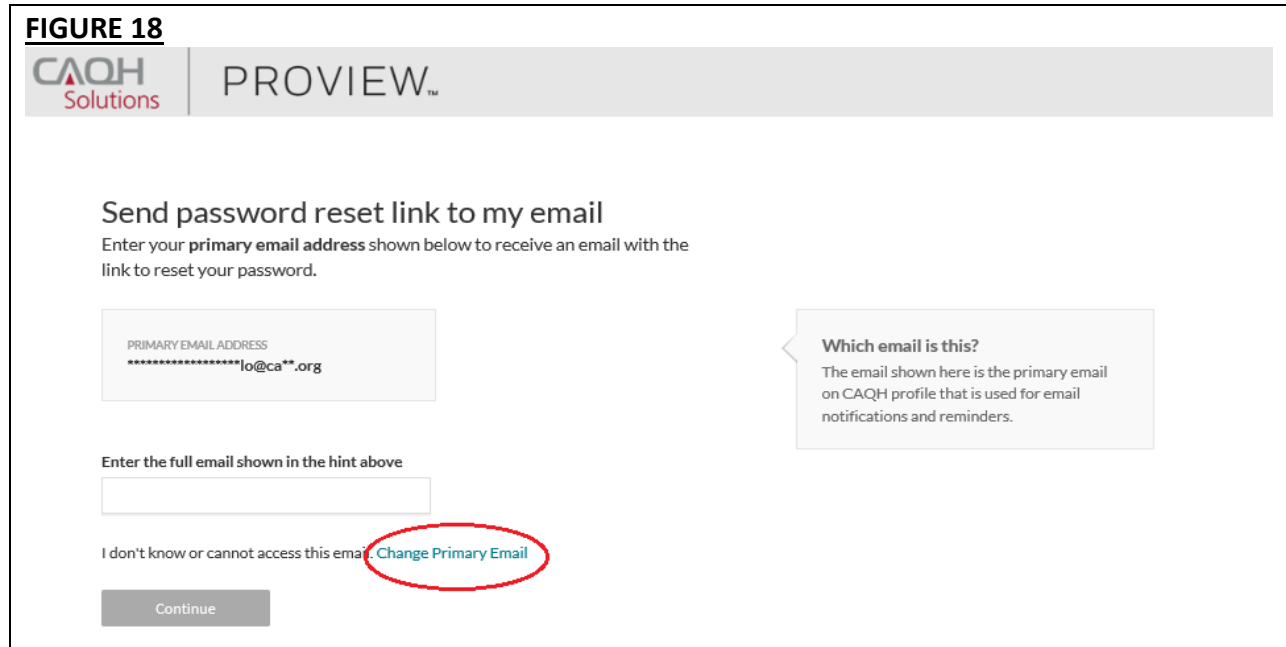 FIGURE 18
CAQH
Solutions
PROVIEW™
Send password reset link to my email
Enter your primary email address shown below to receive an email with the
link to reset your password.
PRIMARY EMAIL ADDRESS
******************lo@ca**.org
Which email is this?
The email shown here is the primary email
on CAQH profile that is used for email
notifications and reminders.
Enter the full email shown in the hint above
I don't know or cannot access this email. Change Primary Email
Continue